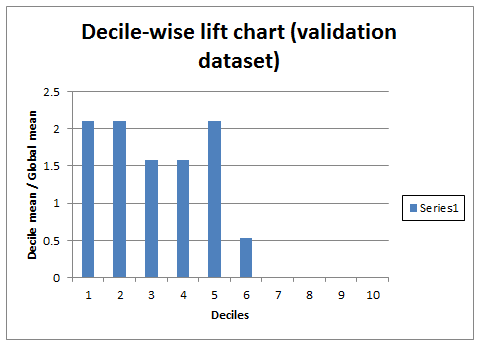 Decile-wise lift chart (validation
dataset)
2.5
2
1.5
1
0.5
0
Decile mean / Global mean
1 2 3 4 5 6 7 8 9 10
Deciles
Series1